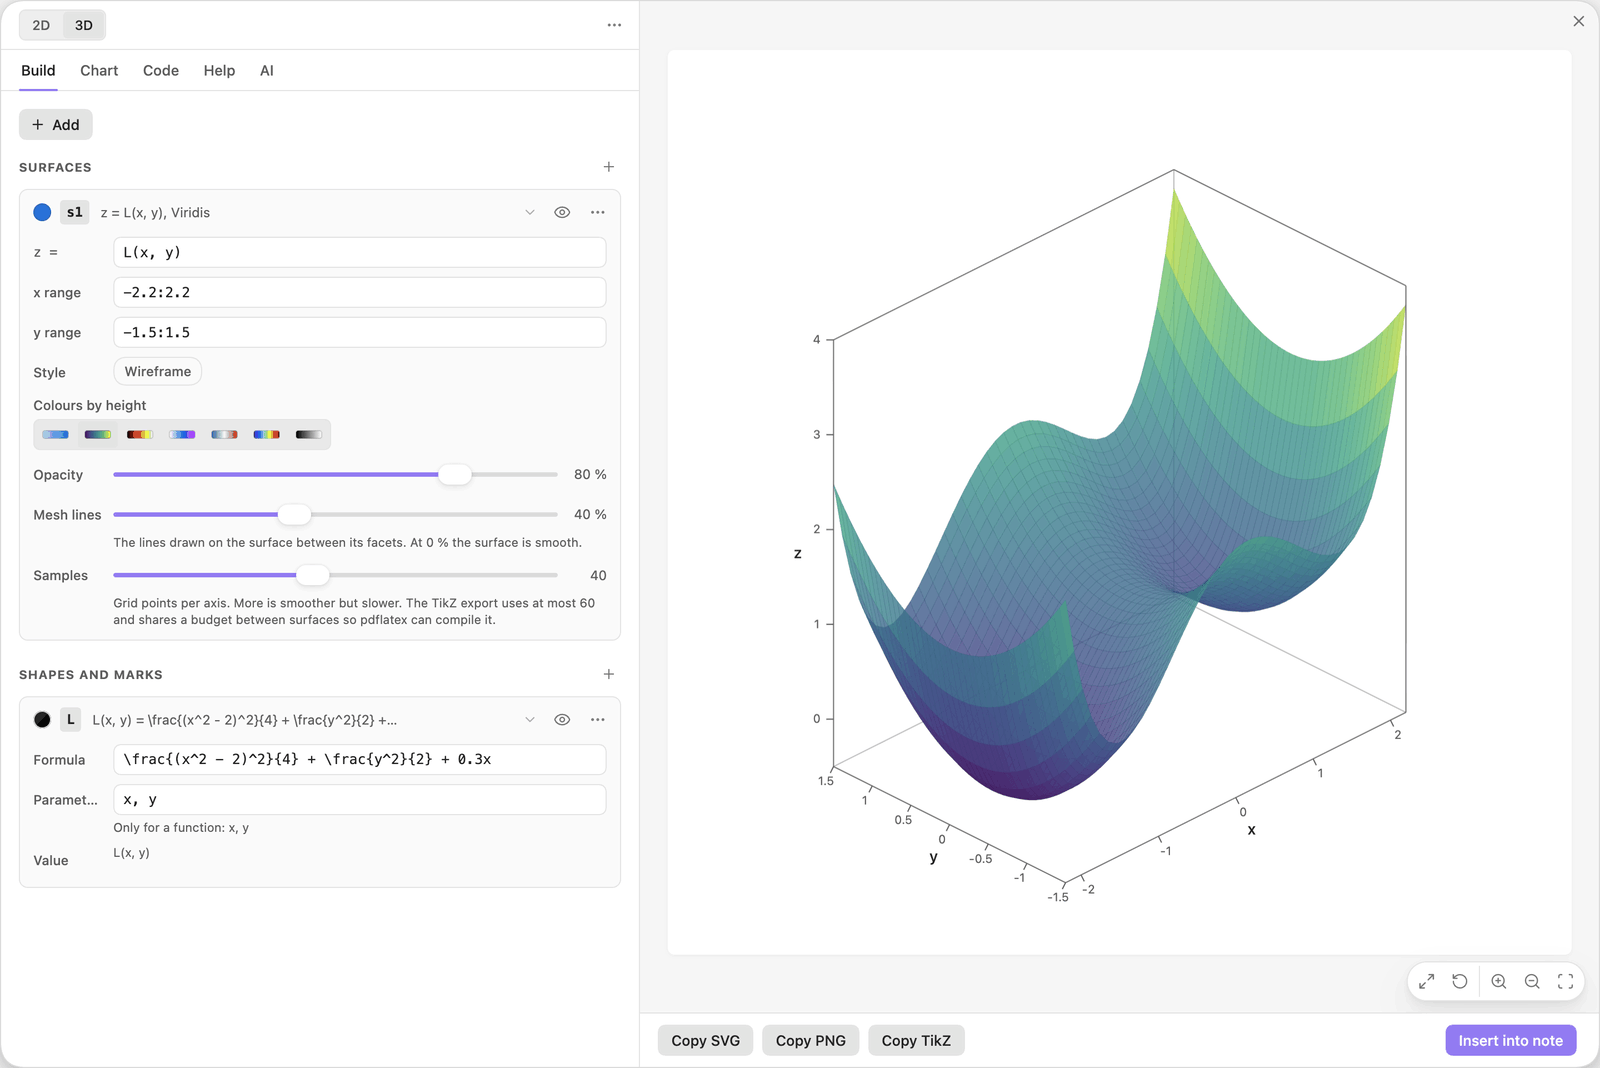 2D 3D
Build Chart Code Help AI
+ Add
SURFACES
s1 z = L(x, y), Viridis
z = L(x, y)
x range −2.2:2.2
y range −1.5:1.5
Style Wireframe
Colours by height
Opacity 80 %
Mesh lines 40 %
The lines drawn on the surface between its facets. At 0 % the surface is smooth.
Samples 40
Grid points per axis. More is smoother but slower. The TikZ export uses at most 60
and shares a budget between surfaces so pdflatex can compile it.
SHAPES AND MARKS
L L(x, y) = \frac{(x^2 - 2)^2}{4} + \frac{y^2}{2} +...
Formula \frac{(x^2 − 2)^2}{4} + \frac{y^2}{2} + 0.3x
Paramet... x, y
Only for a function: x, y
Value L(x, y)
4
3
2
z
1
0
1.5
1
0.5
0
y
-0.5
-1
-1.5
-2
-1
0
x
1
2
Copy SVG Copy PNG Copy TikZ Insert into note